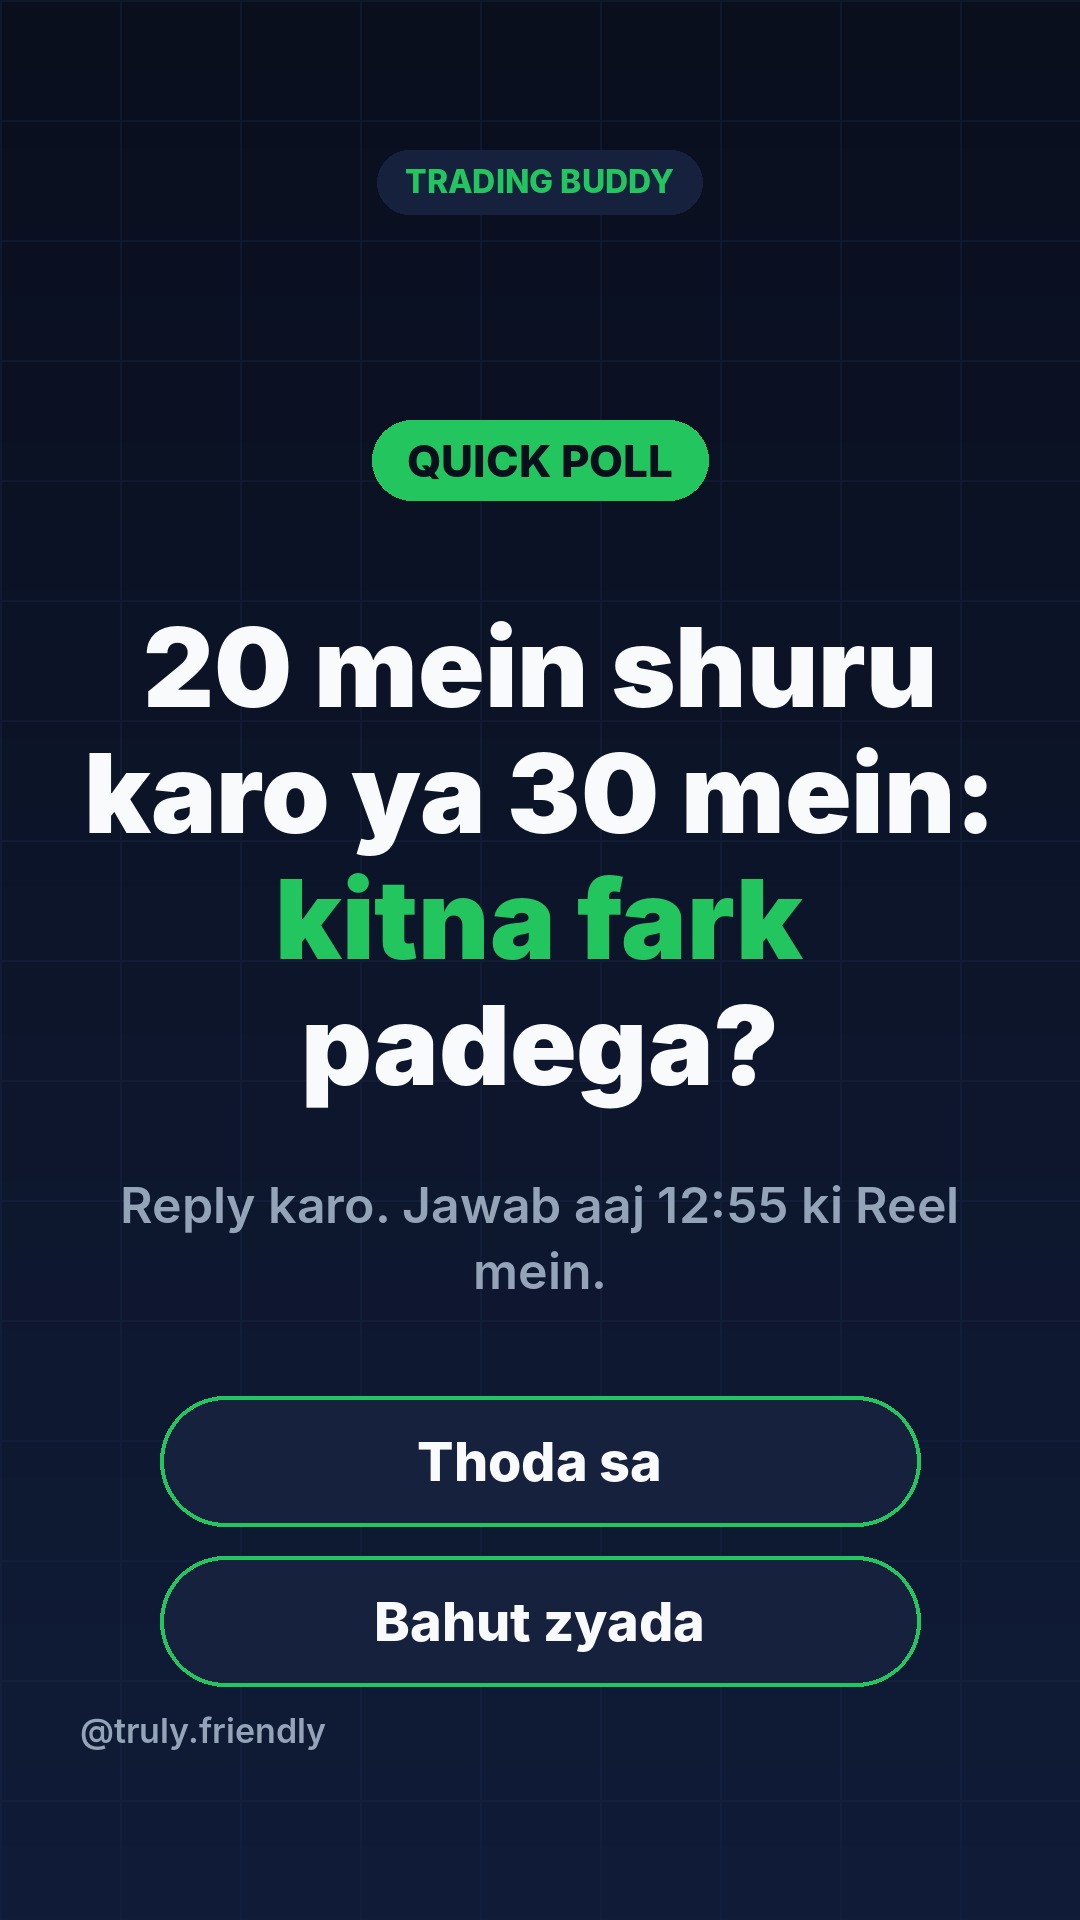 TRADING BUDDY
QUICK POLL
20 mein shuru
karo ya 30 mein:
kitna fark
padega?
Reply karo. Jawab aaj 12:55 ki Reel
mein.
Thoda sa
Bahut zyada
@truly.friendly